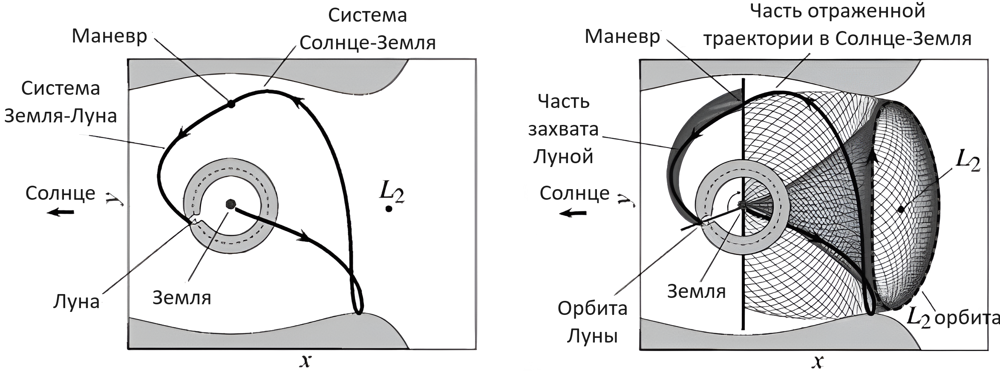 Система
Солнце-Земля
Маневр
Система
Земля-Луна
Солнце
y
L₂
Луна
Земля
x
Часть отраженной
траектории в Солнце-Земля
Маневр
Часть
захвата
Луной
L₂
Солнце
y
Земля
Орбита
Луны
L₂ орбита
x